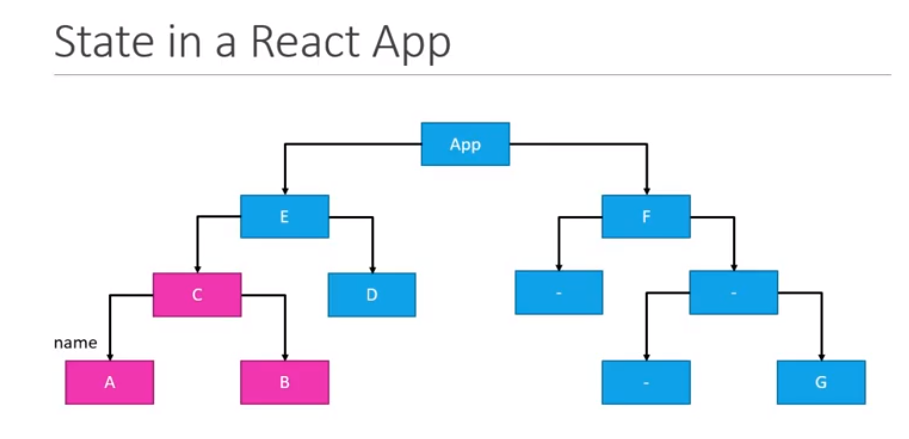 State in a React App
App
E
F
C
D
-
-
name
A
B
-
G